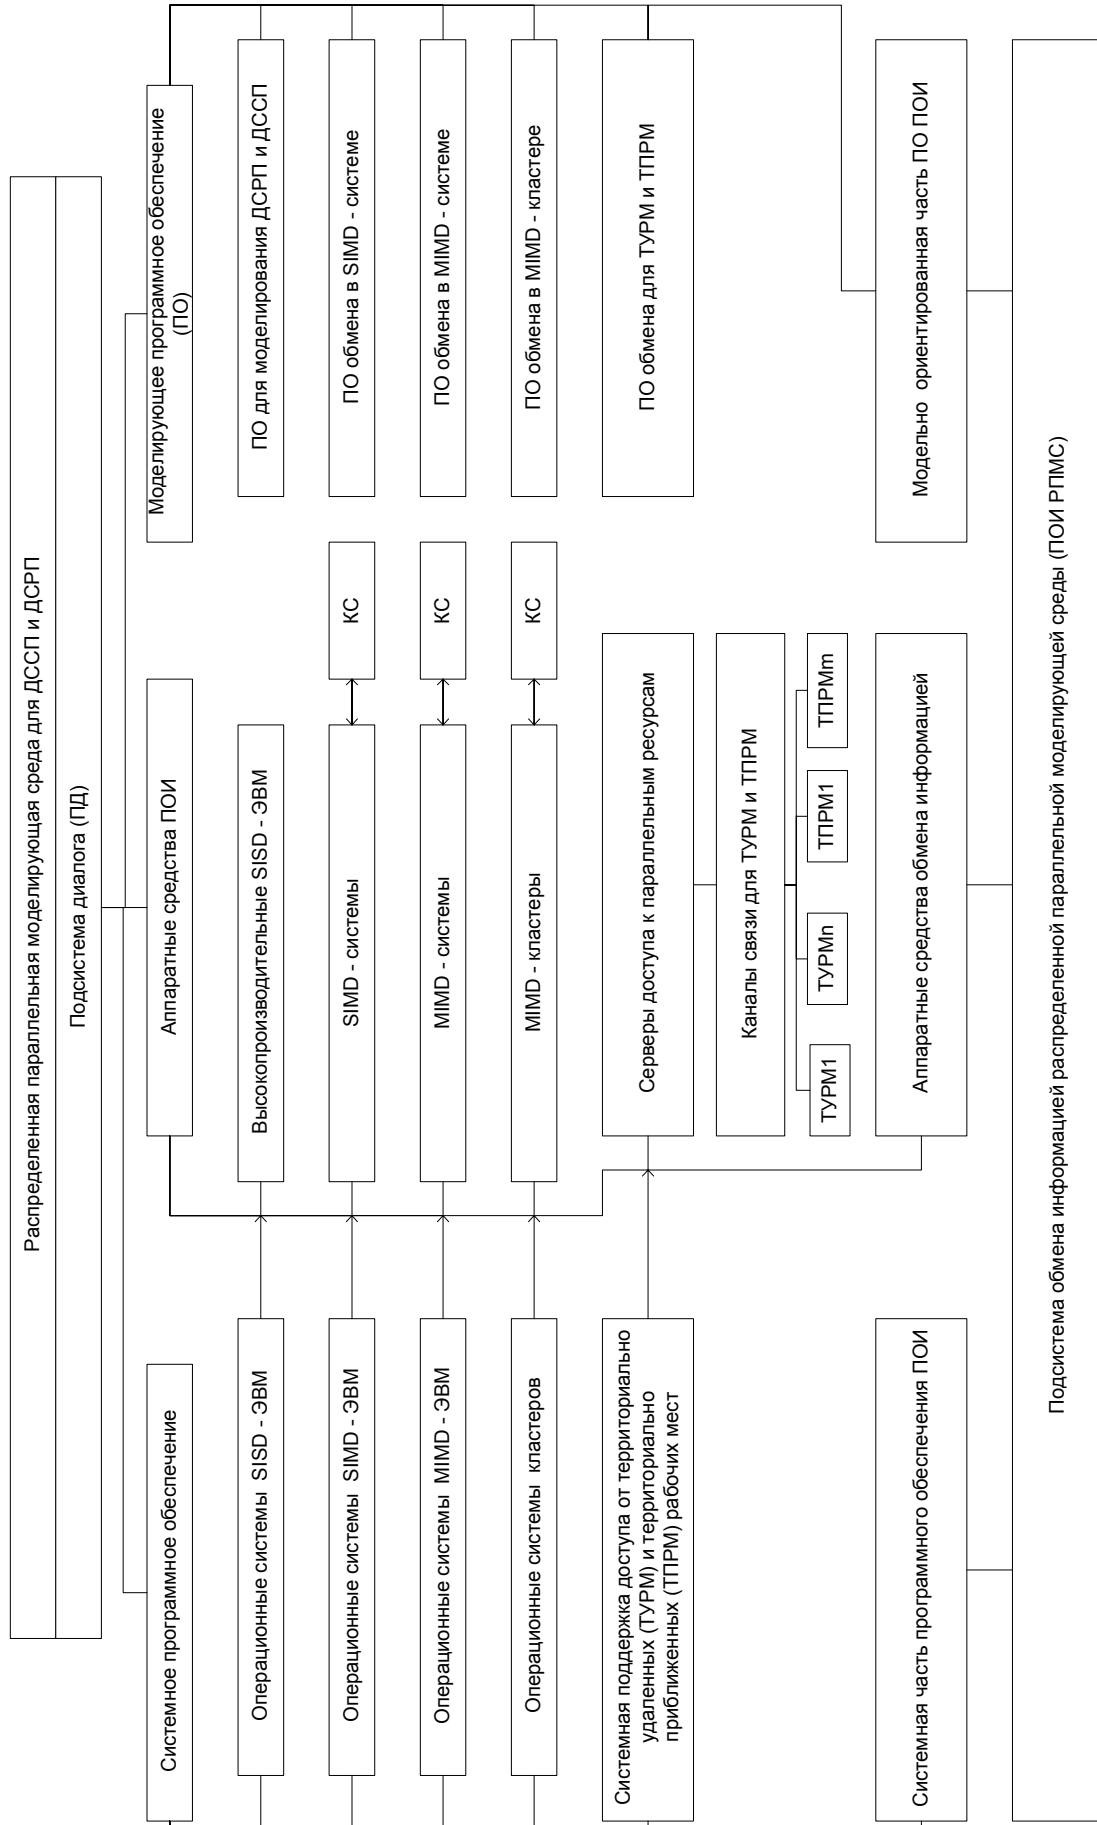 Распределенная параллельная моделирующая среда для ДССП и ДСРП
Подсистема диалога (ПД)
Системное программное обеспечение
Аппаратные средства ПОИ
Моделирующее программное обеспечение
(ПО)
Операционные системы SISD - ЭВМ
Высокопроизводительные SISD - ЭВМ
ПО для моделирования ДСРП и ДССП
Операционные системы SIMD - ЭВМ
SIMD - системы
КС
ПО обмена в SIMD - системе
Операционные системы MIMD - ЭВМ
MIMD - системы
КС
ПО обмена в MIMD - системе
Операционные системы кластеров
MIMD - кластеры
КС
ПО обмена в MIMD - кластере
Системная поддержка доступа от территориально
удаленных (ТУРМ) и территориально
приближенных (ТПРМ) рабочих мест
Серверы доступа к параллельным ресурсам
ПО обмена для ТУРМ и ТПРМ
Каналы связи для ТУРМ и ТПРМ
ТУРМ1
ТУРМn
ТПРМ1
ТПРМm
Системная часть программного обеспечения ПОИ
Аппаратные средства обмена информацией
Модельно ориентированная часть ПО ПОИ
Подсистема обмена информацией распределенной параллельной моделирующей среды (ПОИ РПМС)